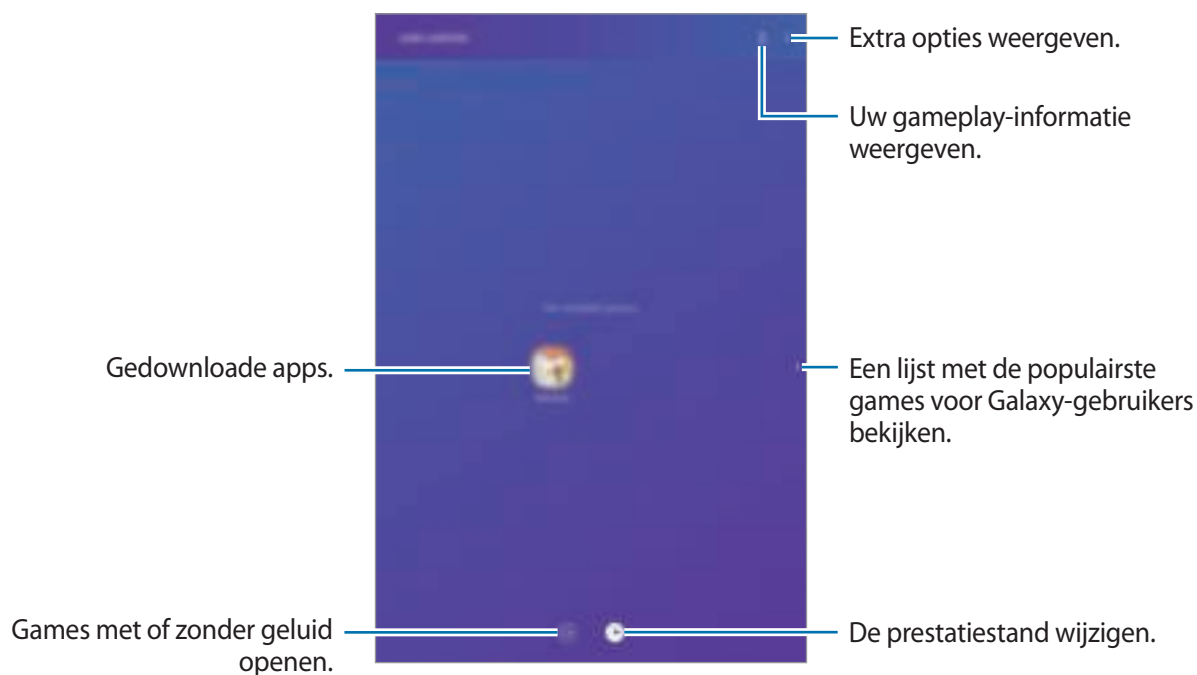 Extra opties weergeven.
Uw gameplay-informatie
weergeven.
Gedownloade apps.
Een lijst met de populairste
games voor Galaxy-gebruikers
bekijken.
Games met of zonder geluid
openen.
De prestatiestand wijzigen.